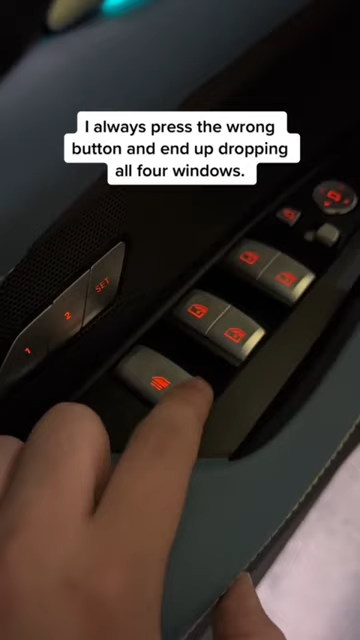 I always press the wrong
button and end up dropping
all four windows.
SET
2
1